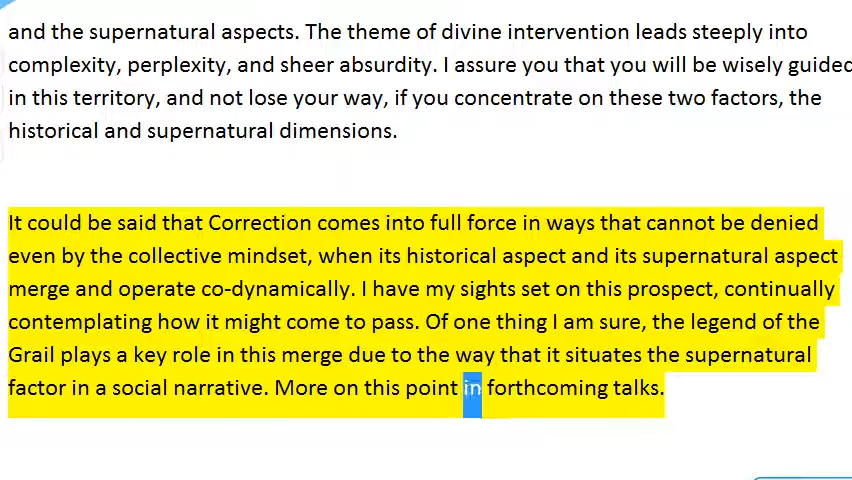 and the supernatural aspects. The theme of divine intervention leads steeply into
complexity, perplexity, and sheer absurdity. I assure you that you will be wisely guided
in this territory, and not lose your way, if you concentrate on these two factors, the
historical and supernatural dimensions.
It could be said that Correction comes into full force in ways that cannot be denied
even by the collective mindset, when its historical aspect and its supernatural aspect
merge and operate co-dynamically. I have my sights set on this prospect, continually
contemplating how it might come to pass. Of one thing I am sure, the legend of the
Grail plays a key role in this merge due to the way that it situates the supernatural
factor in a social narrative. More on this point in forthcoming talks.